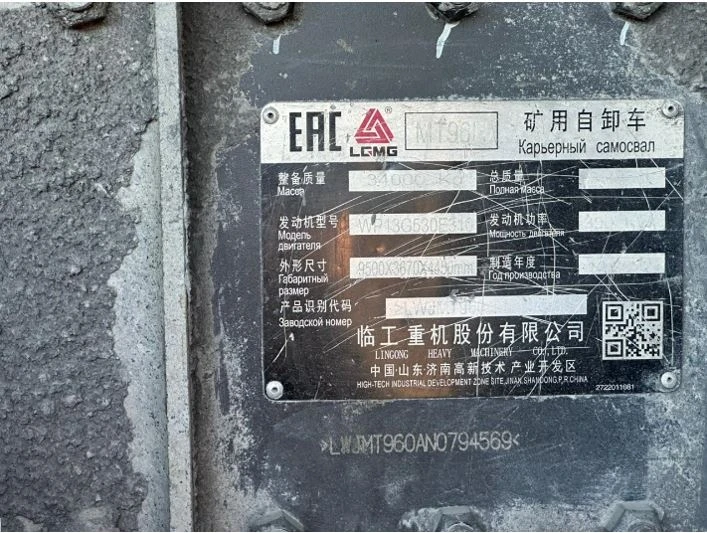 EAC LGMG ® MT96 矿用自卸车
Карьерный самосвал
整备质量 34000 KG 总质量
Масса Полная масса
发动机型号 WP13G530E310 发动机功率
Модель двигателя Мощность двигателя
外形尺寸 9500X3670X4450mm 制造年度
Габаритный размер Год производства
产品识别代码
Заводской номер
临工重机股份有限公司
LINGONG HEAVY MACHINERY CO.,LTD.
中国·山东济南高新技术产业开发区
HIGH-TECH INDUSTRIAL DEVELOPMENT ZONE SITE,JINAN,SHANDONG,P.R.CHINA
2722011681
>LWJMT960AN0794569<